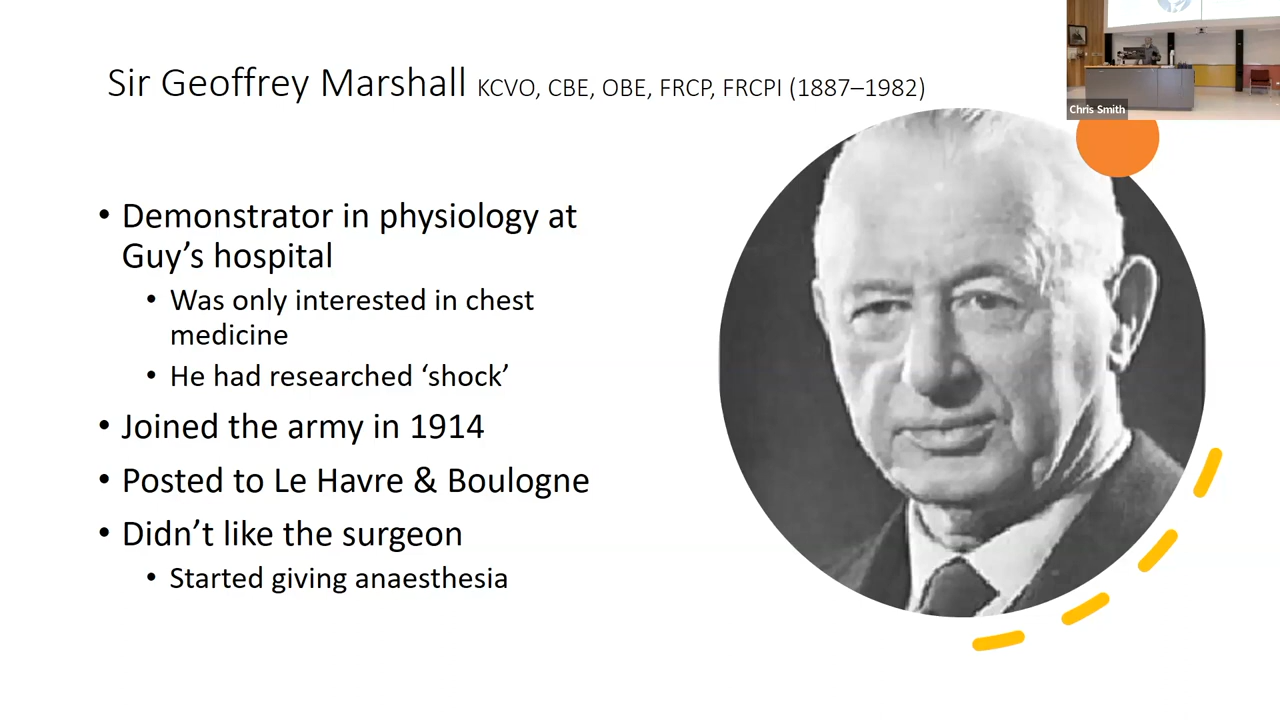 Sir Geoffrey Marshall KCVO, CBE, OBE, FRCP, FRCPI (1887–1982)
Chris Smith
• Demonstrator in physiology at
Guy’s hospital
• Was only interested in chest
medicine
• He had researched ‘shock’
• Joined the army in 1914
• Posted to Le Havre & Boulogne
• Didn’t like the surgeon
• Started giving anaesthesia